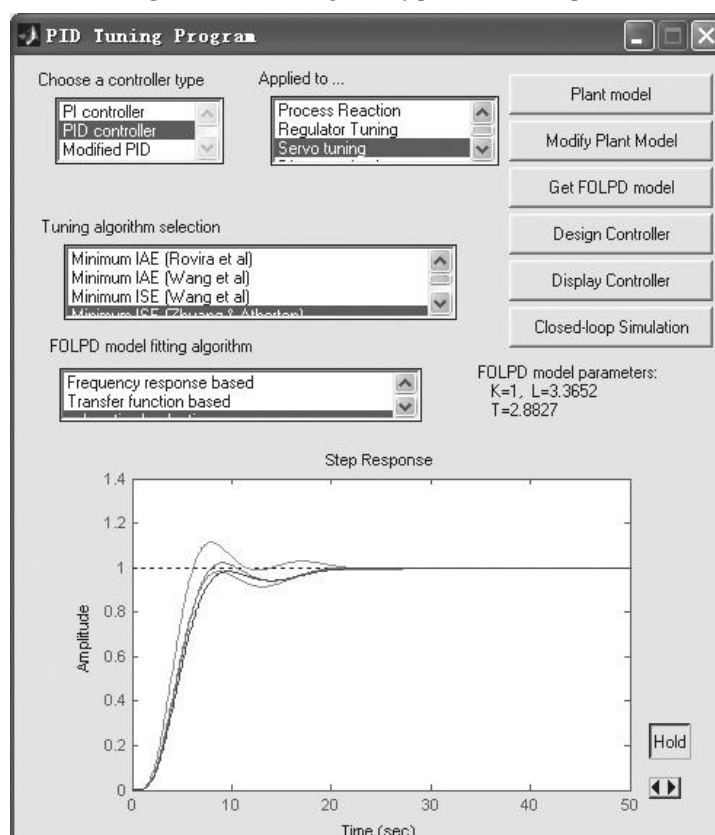 PID Tuning Program
Choose a controller type
PI controller
PID controller
Modified PID
Applied to ...
Process Reaction
Regulator Tuning
Servo tuning
Plant model
Modify Plant Model
Get FOLPD model
Design Controller
Display Controller
Closed-loop Simulation
Tuning algorithm selection
Minimum IAE (Rovira et al)
Minimum IAE (Wang et al)
Minimum ISE (Wang et al)
Minimum ISE (Zhuang & Atherton)
FOLPD model fitting algorithm
Frequency response based
Transfer function based
FOLPD model parameters:
K=1, L=3.3652
T=2.8827
Step Response
1.4
1.2
1
0.8
0.6
0.4
0.2
0
Amplitude
0 10 20 30 40 50
Time (sec)
Hold